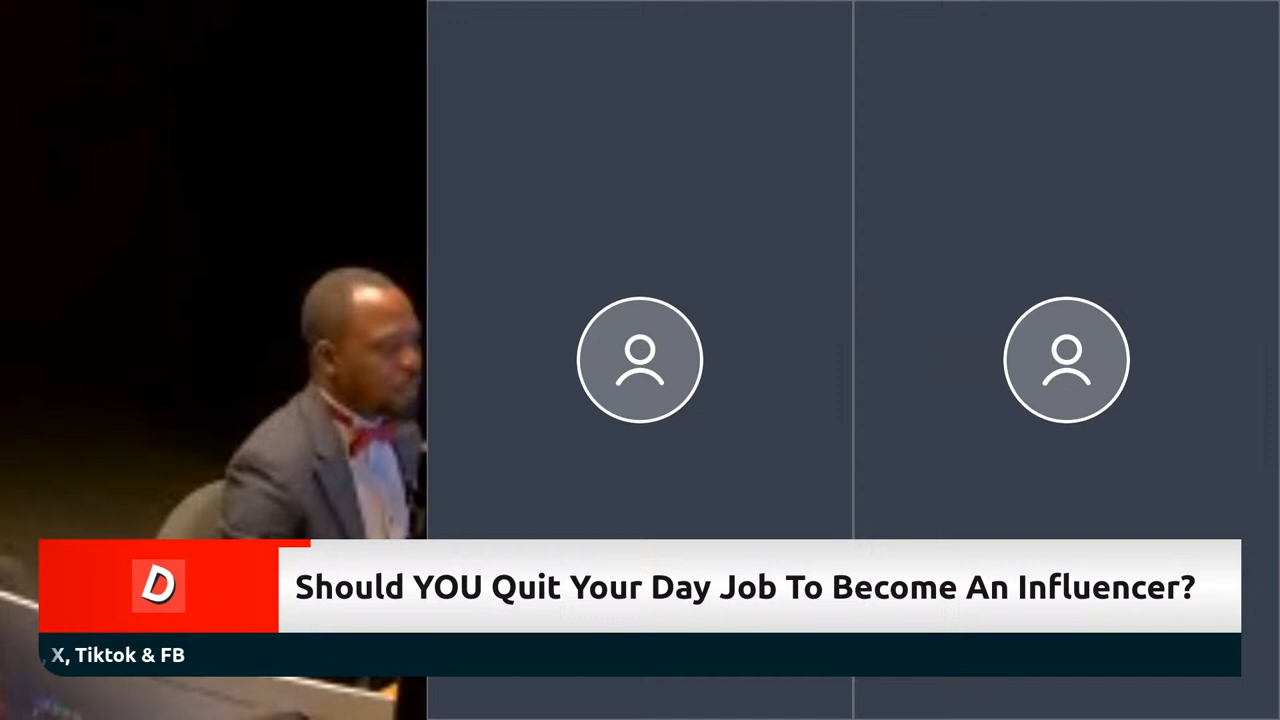 D
Should YOU Quit Your Day Job To Become An Influencer?
, X, Tiktok & FB